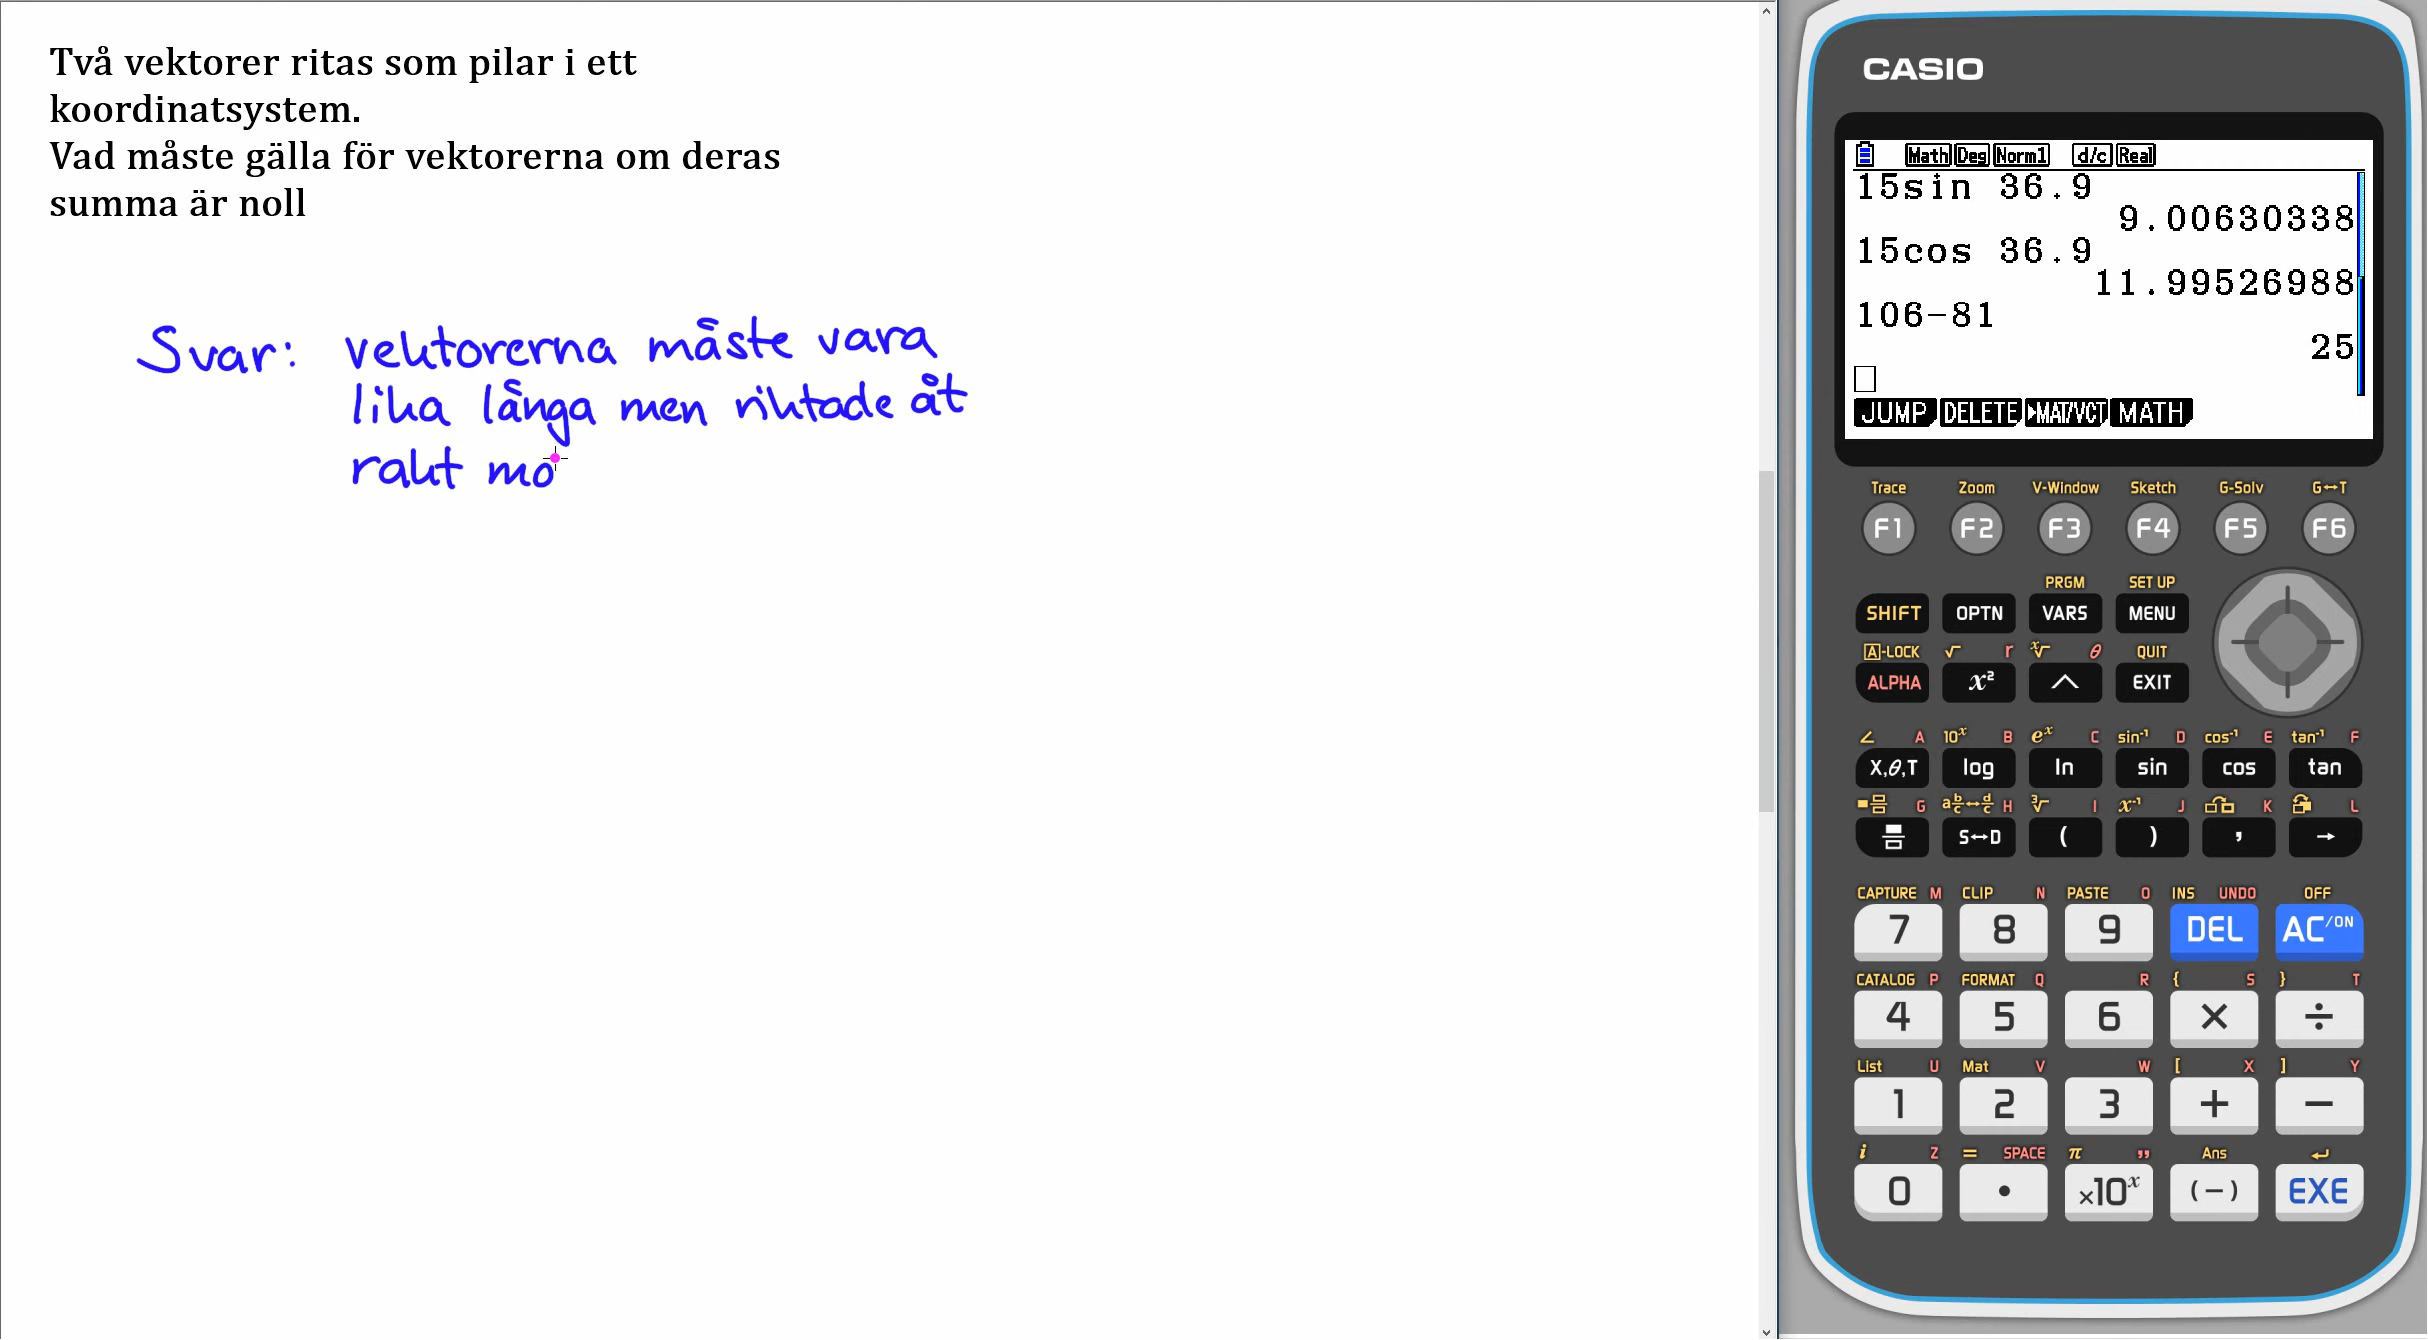 Två vektorer ritas som pilar i ett
koordinatsystem.
Vad måste gälla för vektorerna om deras
summa är noll
Svar: vektorerna måste vara
lika långa men riktade åt
rakt mo
CASIO
Math Deg Norm1 d/c Real
15sin 36.9
9.00630338
15cos 36.9
11.99526988
106-81
25
JUMP DELETE ▶MAT/VCT MATH
Trace Zoom V-Window Sketch G-Solv G↔T
F1 F2 F3 F4 F5 F6
PRGM SET UP
SHIFT OPTN VARS MENU
A-LOCK √ r ˣ√ θ QUIT
ALPHA x² ^ EXIT
∠ A 10ˣ B eˣ C sin⁻¹ D cos⁻¹ E tan⁻¹ F
X,θ,T log ln sin cos tan
G a b/c↔d/c H ³√ I x⁻¹ J K L
S↔D ( ) , →
CAPTURE M CLIP N PASTE O INS UNDO OFF
7 8 9 DEL AC/ON
CATALOG P FORMAT Q R { S } T
4 5 6 × ÷
List U Mat V W [ X ] Y
1 2 3 + −
i Z = SPACE π " Ans ↵
0 • ×10ˣ (−) EXE